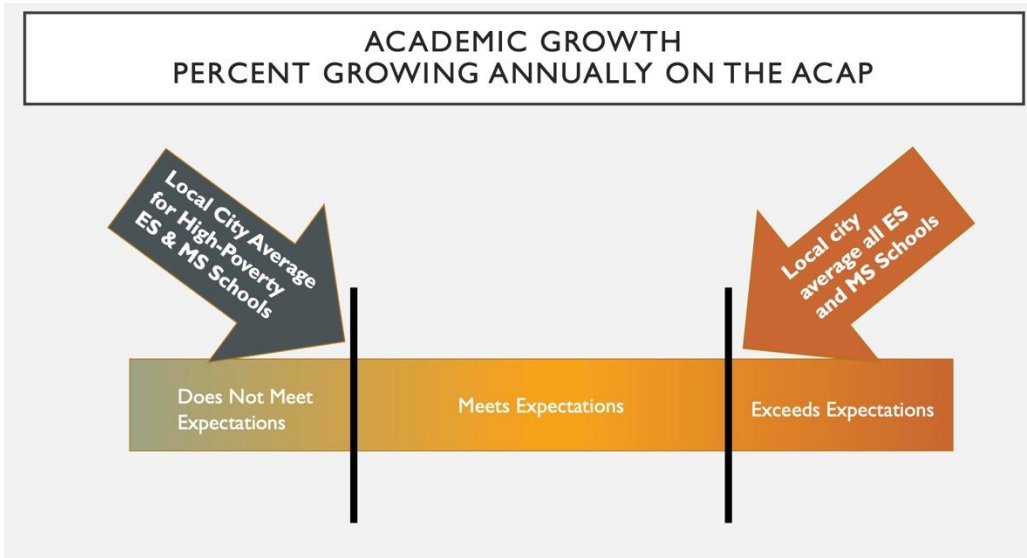 ACADEMIC GROWTH
PERCENT GROWING ANNUALLY ON THE ACAP
Local City Average
for High-Poverty
ES & MS Schools
Local city
average all ES
and MS Schools
Does Not Meet
Expectations
Meets Expectations
Exceeds Expectations